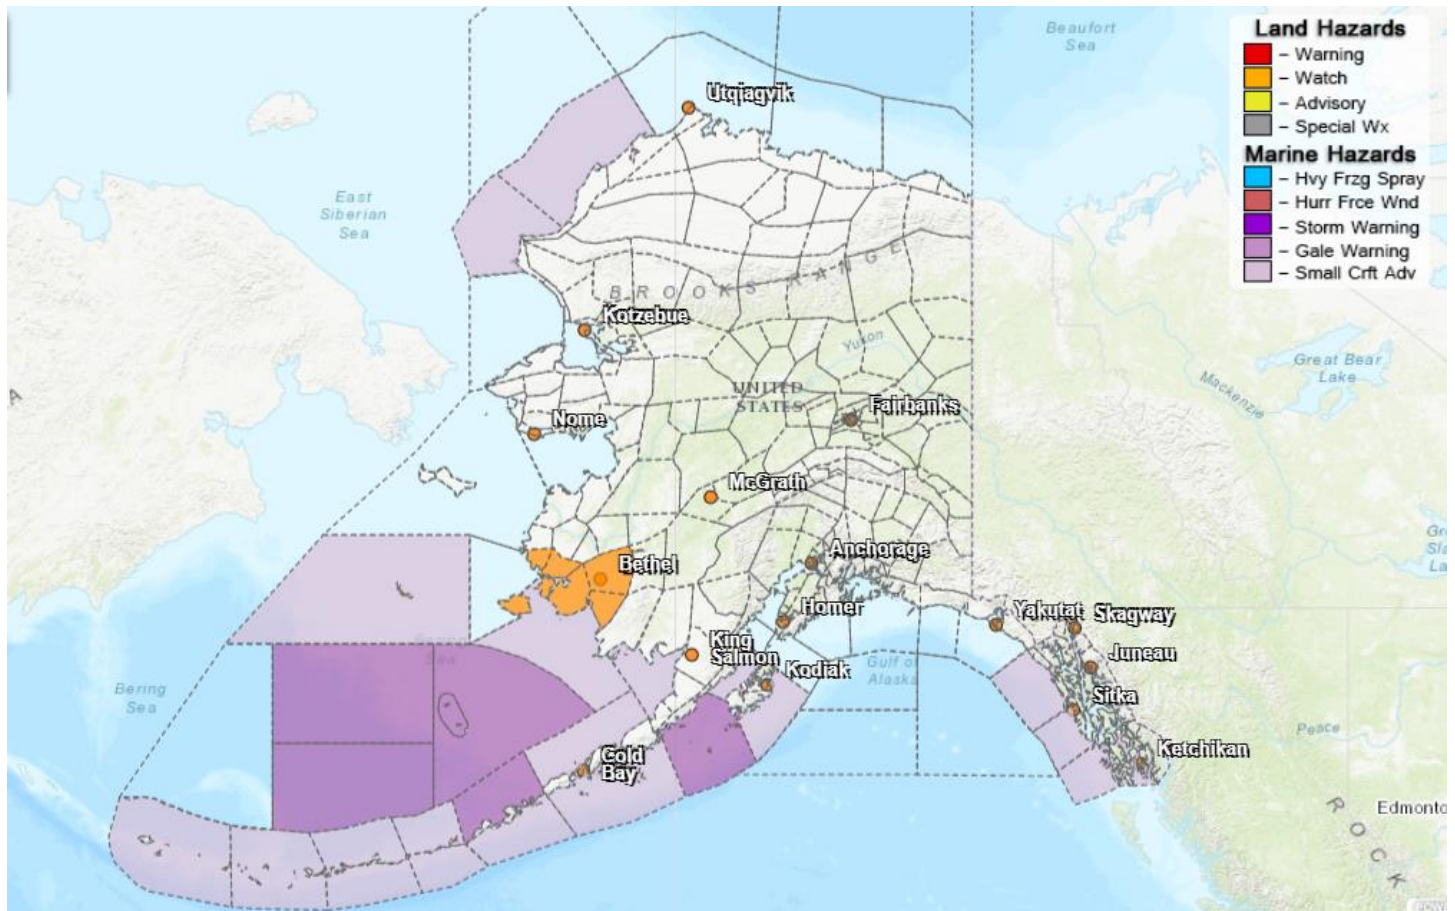 Land Hazards
– Warning
– Watch
– Advisory
– Special Wx
Marine Hazards
– Hvy Frzg Spray
– Hurr Frce Wnd
– Storm Warning
– Gale Warning
– Small Crft Adv
Beaufort
Sea
Utqiagvik
East
Siberian
Sea
BROOKS RANGE
Kotzebue
Yukon
Great Bear
Lake
Mackenzie
UNITED
STATES
Nome
Fairbanks
McGrath
Anchorage
Bethel
Homer
Yakutat
Skagway
King
Salmon
Kodiak
Gulf of
Alaska
Juneau
Bering
Sea
Sitka
Peace
Ketchikan
Cold
Bay
Edmonto
ROCK
A